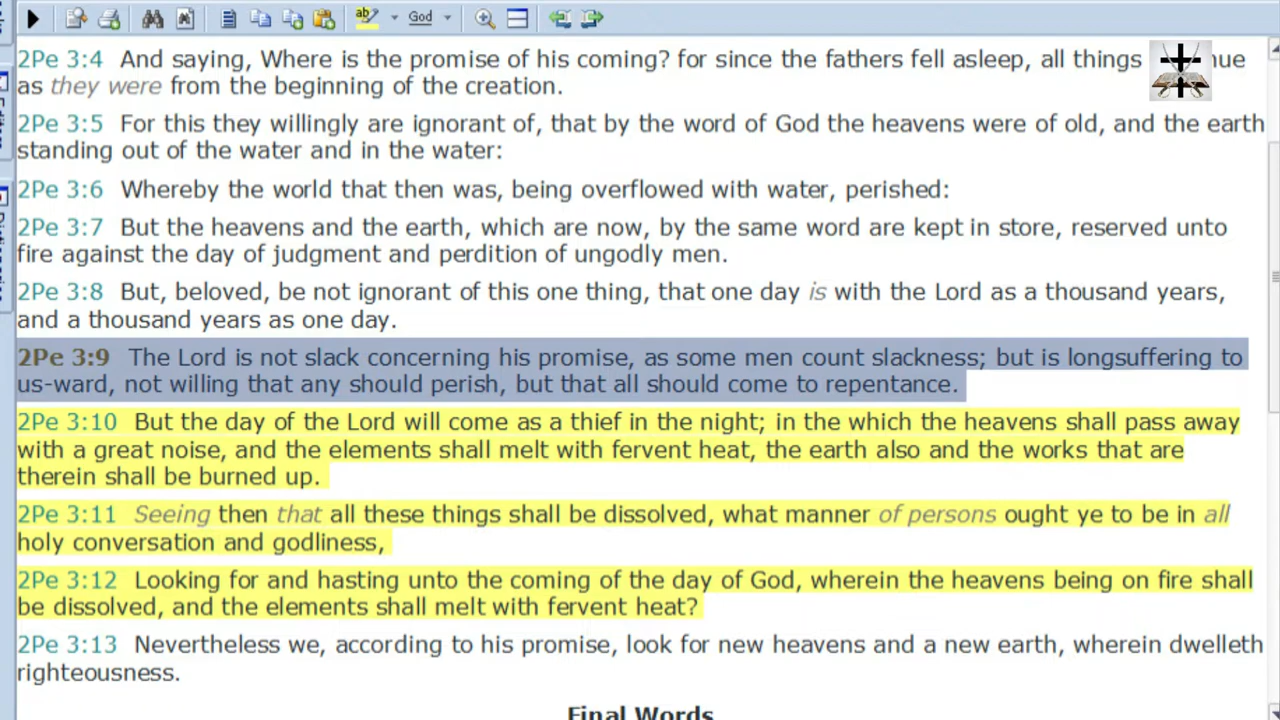 God
2Pe 3:4 And saying, Where is the promise of his coming? for since the fathers fell asleep, all things nue
as they were from the beginning of the creation.
2Pe 3:5 For this they willingly are ignorant of, that by the word of God the heavens were of old, and the earth
standing out of the water and in the water:
2Pe 3:6 Whereby the world that then was, being overflowed with water, perished:
2Pe 3:7 But the heavens and the earth, which are now, by the same word are kept in store, reserved unto
fire against the day of judgment and perdition of ungodly men.
2Pe 3:8 But, beloved, be not ignorant of this one thing, that one day is with the Lord as a thousand years,
and a thousand years as one day.
2Pe 3:9 The Lord is not slack concerning his promise, as some men count slackness; but is longsuffering to
us-ward, not willing that any should perish, but that all should come to repentance.
2Pe 3:10 But the day of the Lord will come as a thief in the night; in the which the heavens shall pass away
with a great noise, and the elements shall melt with fervent heat, the earth also and the works that are
therein shall be burned up.
2Pe 3:11 Seeing then that all these things shall be dissolved, what manner of persons ought ye to be in all
holy conversation and godliness,
2Pe 3:12 Looking for and hasting unto the coming of the day of God, wherein the heavens being on fire shall
be dissolved, and the elements shall melt with fervent heat?
2Pe 3:13 Nevertheless we, according to his promise, look for new heavens and a new earth, wherein dwelleth
righteousness.
Final Words